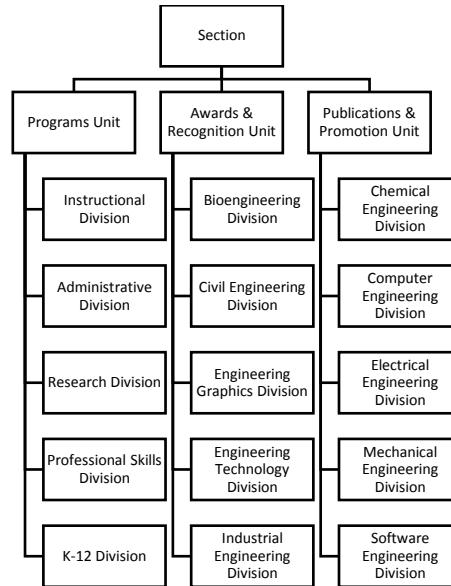 Section
Programs Unit
Awards &
Recognition Unit
Publications &
Promotion Unit
Instructional
Division
Bioengineering
Division
Chemical
Engineering
Division
Administrative
Division
Civil Engineering
Division
Computer
Engineering
Division
Research Division
Engineering
Graphics Division
Electrical
Engineering
Division
Professional Skills
Division
Engineering
Technology
Division
Mechanical
Engineering
Division
K-12 Division
Industrial
Engineering Division
Software
Engineering
Division